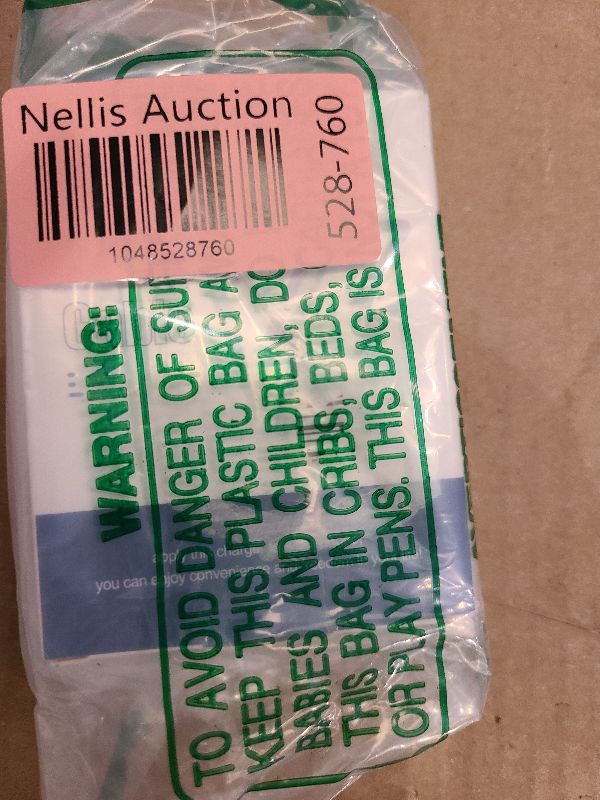 Nellis Auction
528-760
1048528760
WARNING:
TO AVOID DANGER OF
KEEP THIS PLASTIC BAG
BABIES AND CHILDREN, DO
THIS BAG IN CRIBS, BEDS,
OR PLAY PENS. THIS BAG IS
this
you can enjoy convenience